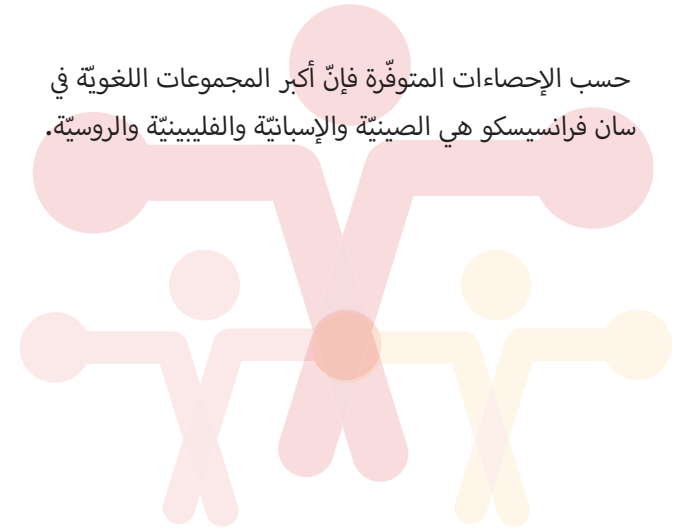 حسب الإحصاءات المتوفّرة فإنّ أكبر المجموعات اللغويّة في
سان فرانسيسكو هي الصينيّة والإسبانيّة والفليبينيّة والروسيّة.